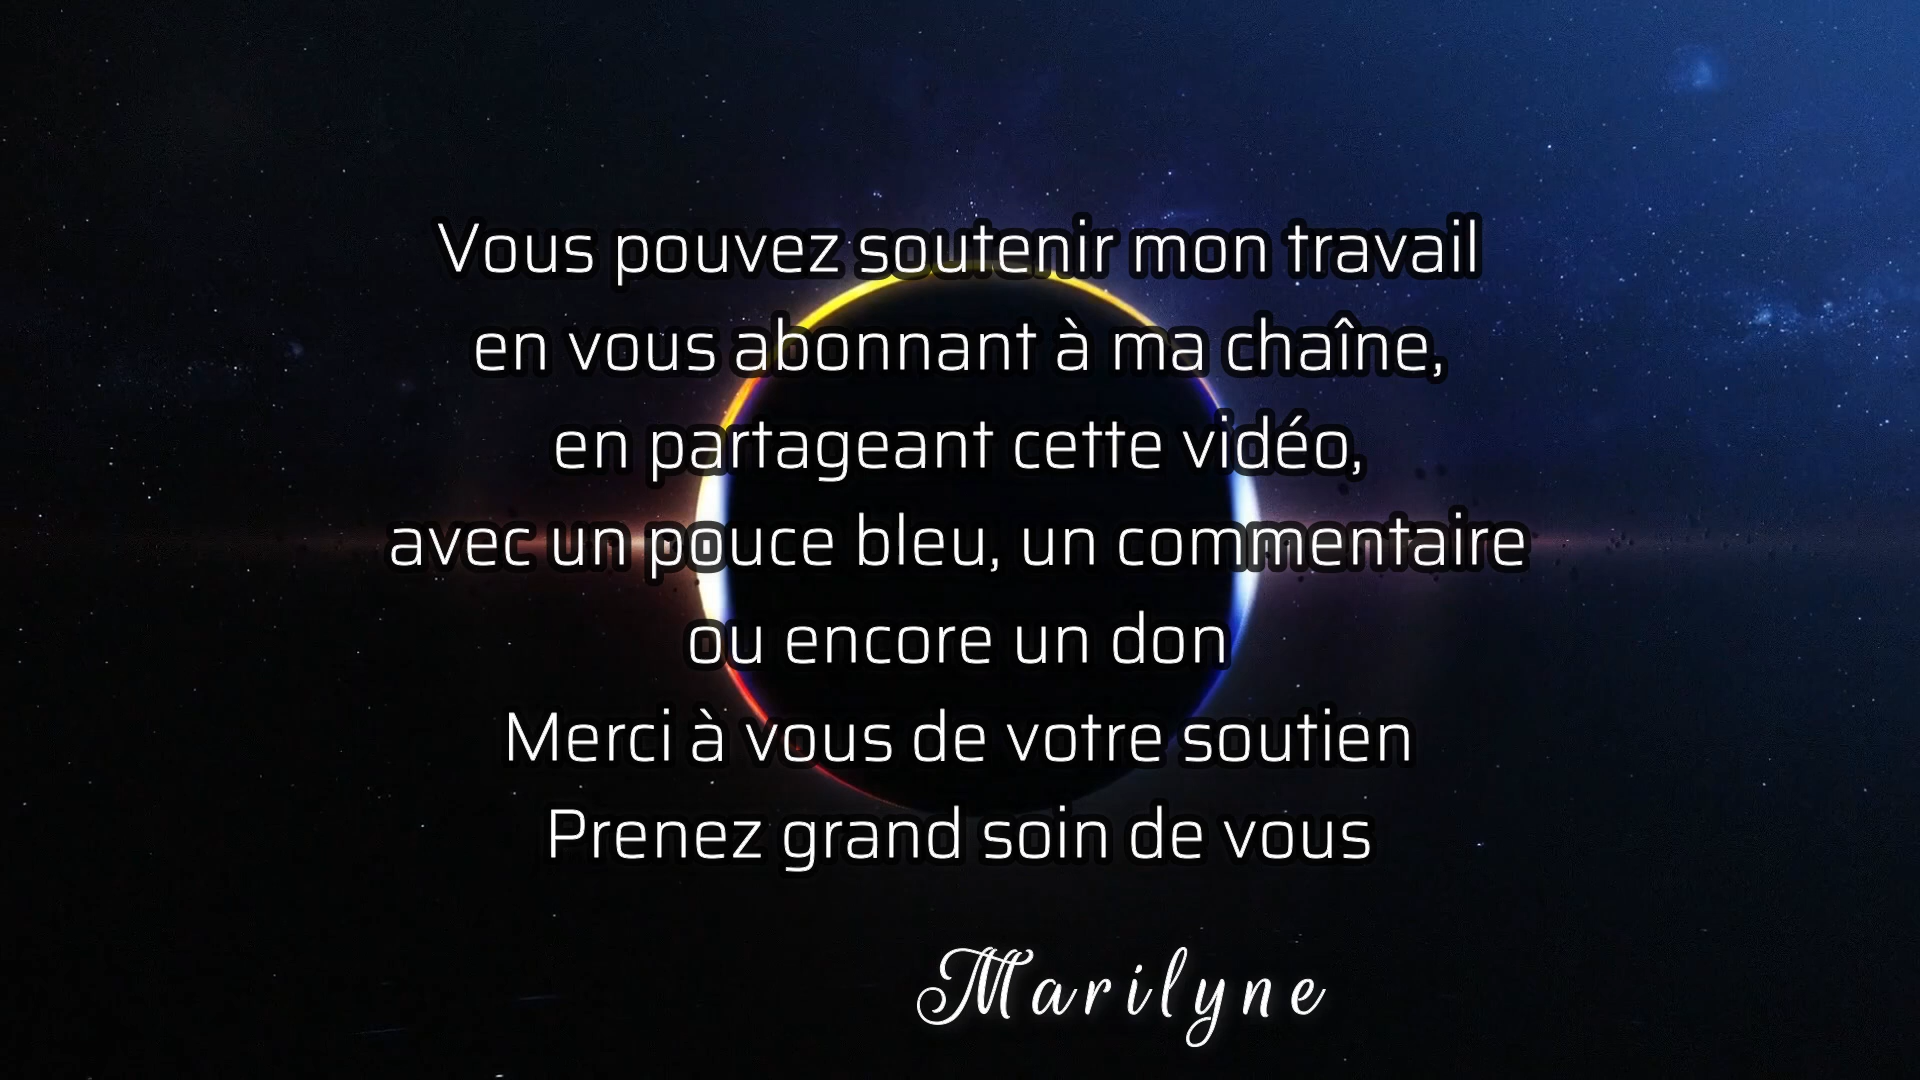 Vous pouvez soutenir mon travail
en vous abonnant à ma chaîne,
en partageant cette vidéo,
avec un pouce bleu, un commentaire
ou encore un don
Merci à vous de votre soutien
Prenez grand soin de vous
Marilyne